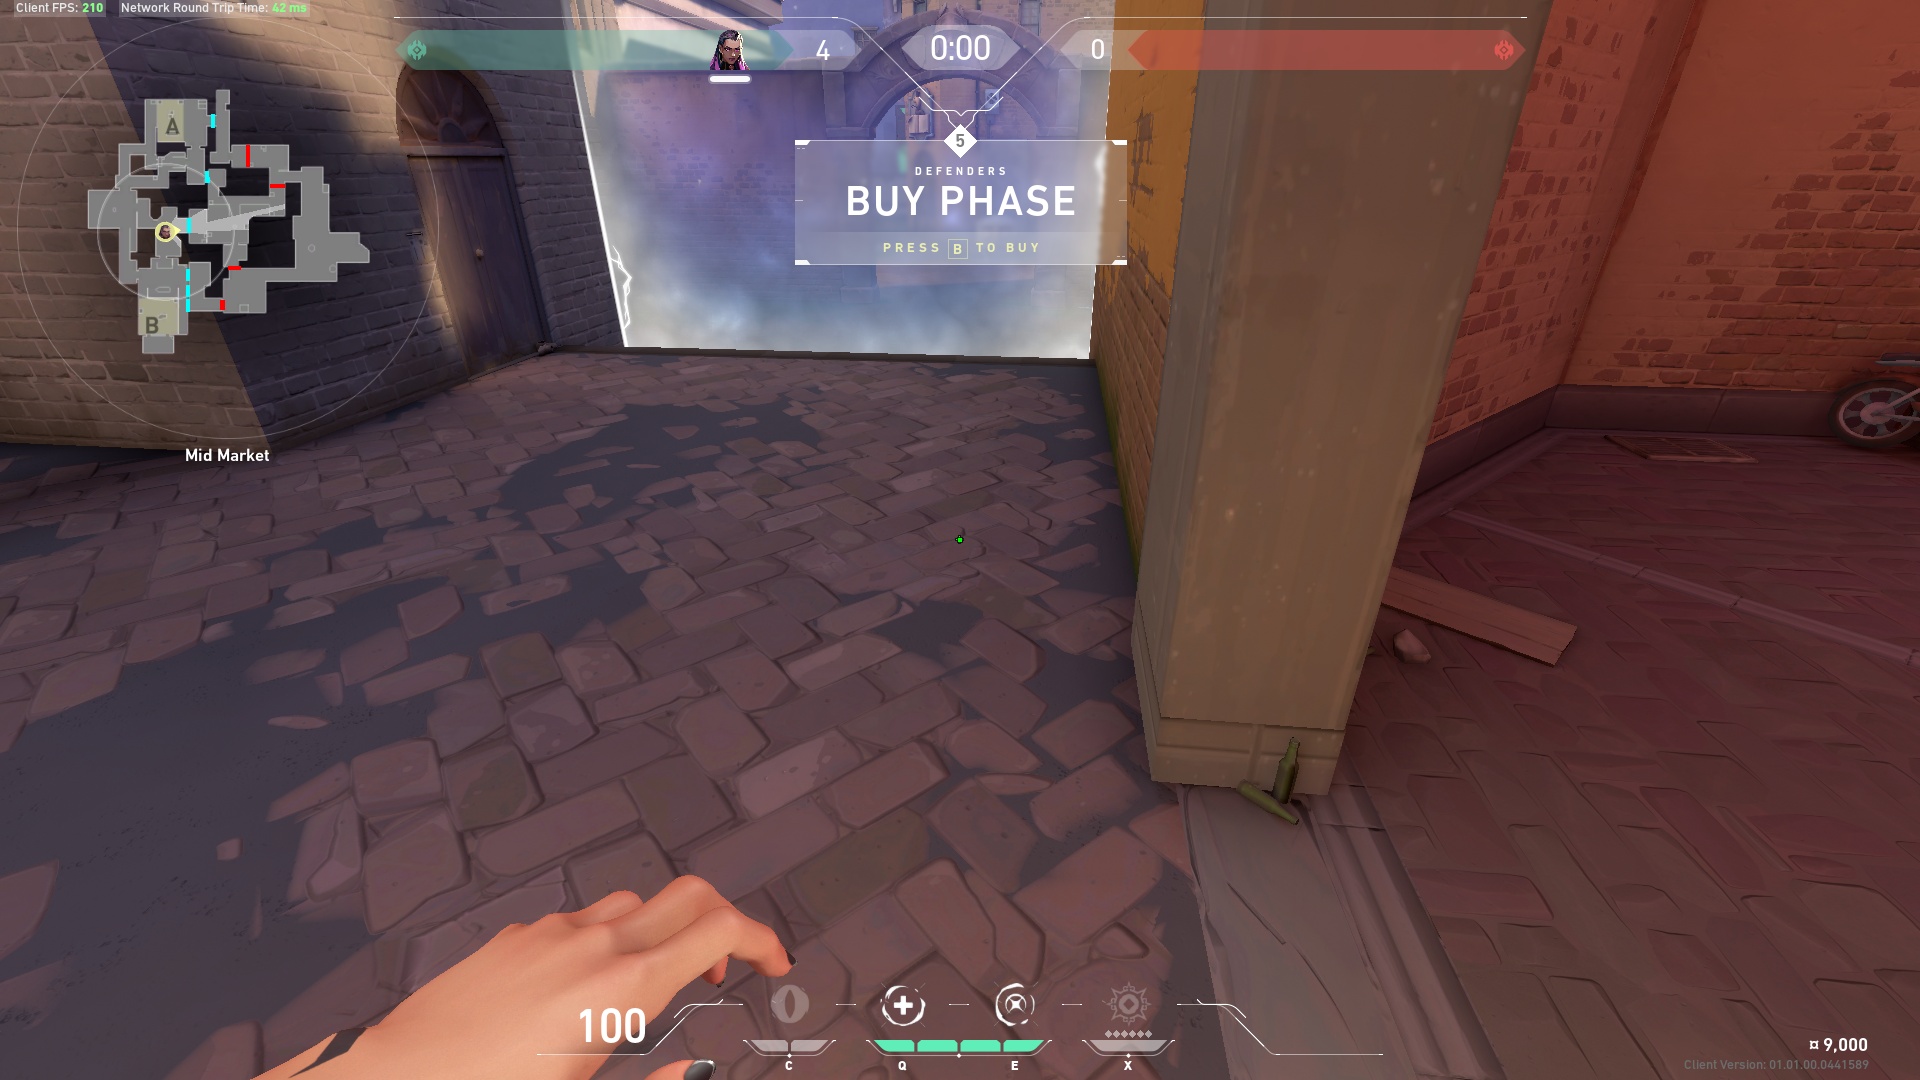 Client FPS: 210 Network Round Trip Time: 42 ms
4 0:00 0
5
DEFENDERS
BUY PHASE
PRESS B TO BUY
A
B
Mid Market
100
C Q E X
¤ 9,000
Client Version: 01.01.00.0441589